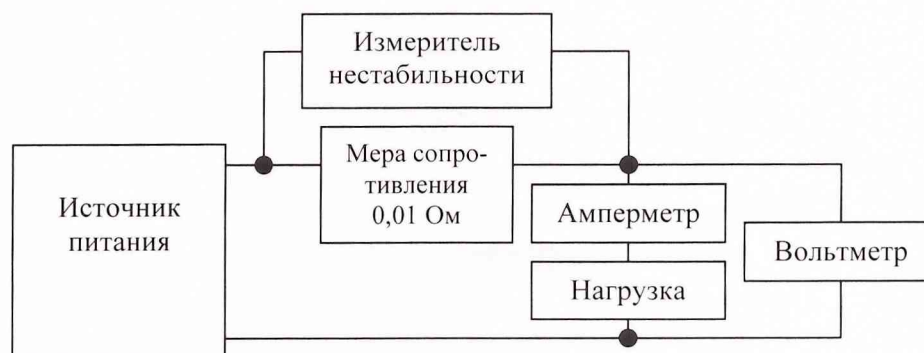 Измеритель
нестабильности
Мера сопро-
тивления
0,01 Ом
Источник
питания
Амперметр
Вольтметр
Нагрузка